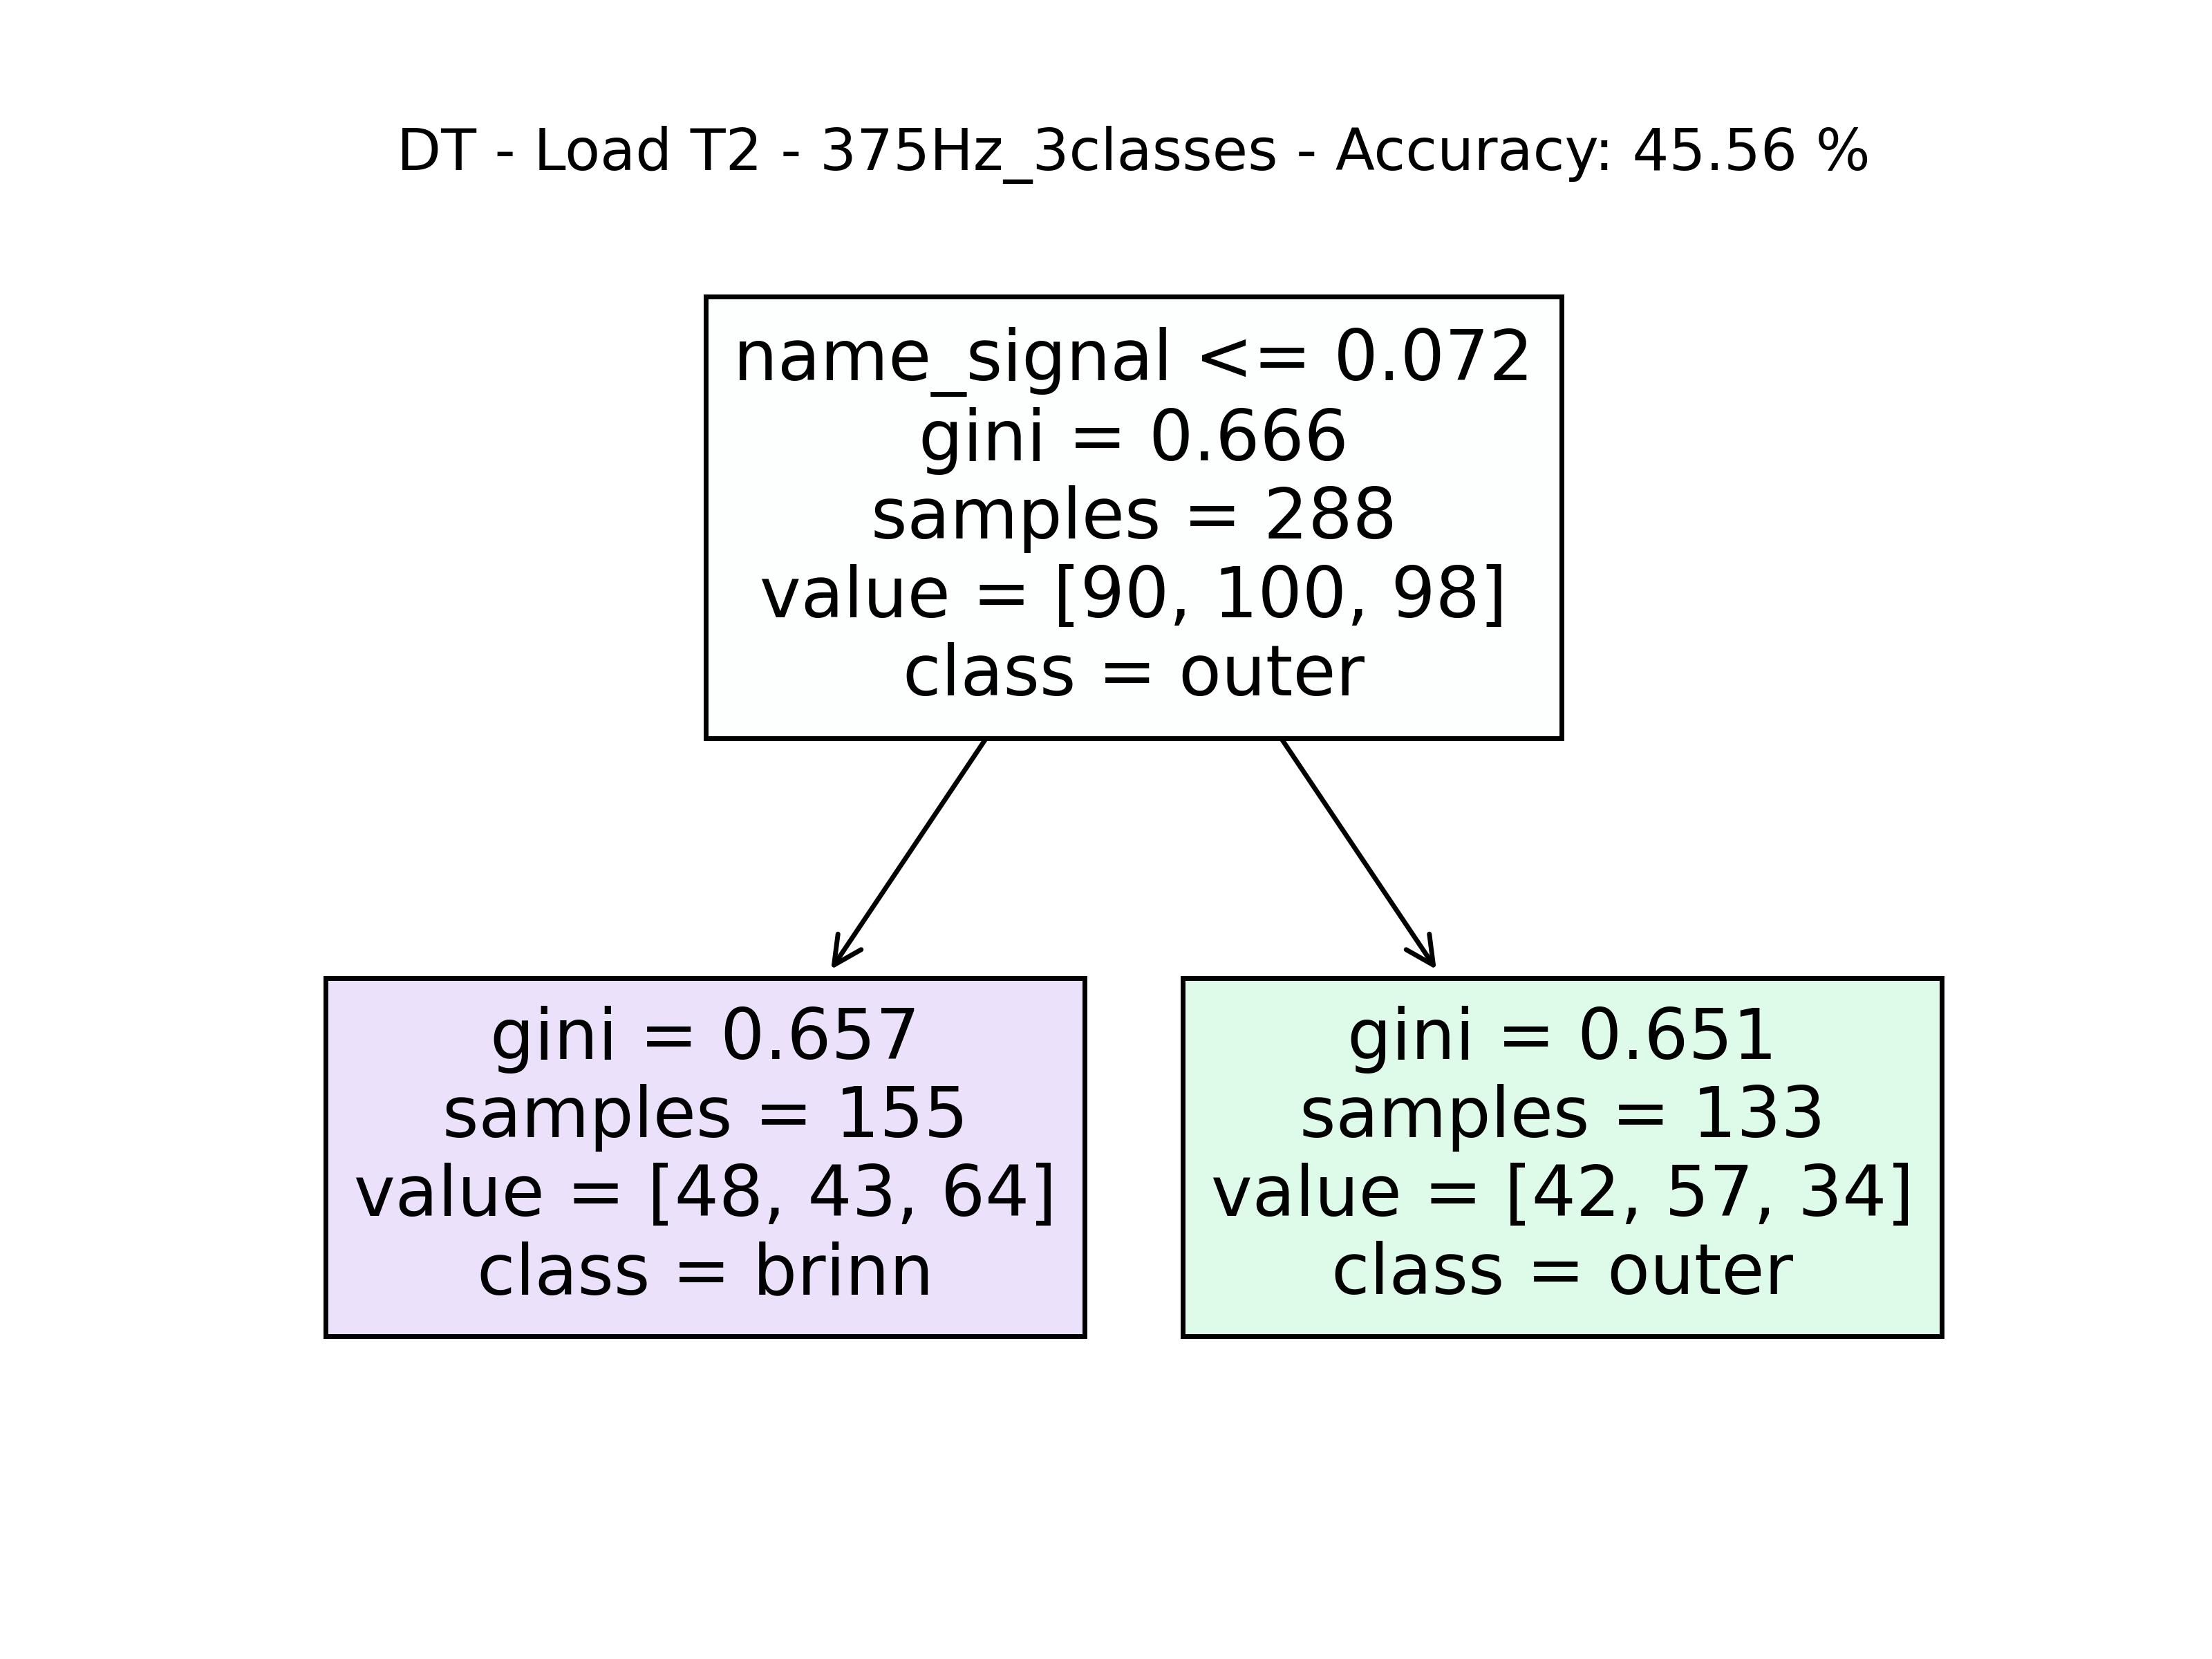 DT - Load T2 - 375Hz_3classes - Accuracy: 45.56 %
name_signal <= 0.072
gini = 0.666
samples = 288
value = [90, 100, 98]
class = outer
gini = 0.657
samples = 155
value = [48, 43, 64]
class = brinn
gini = 0.651
samples = 133
value = [42, 57, 34]
class = outer